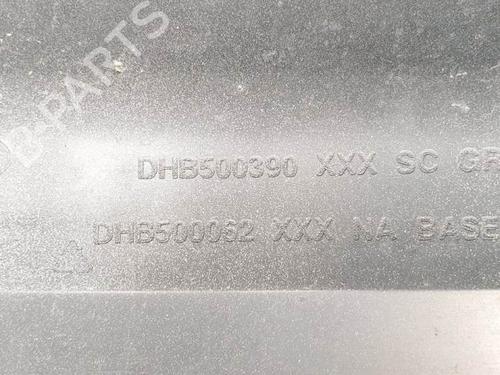 B-PARTS
DHB500390 XXX SC GR
DHB500062 XXX NA BASE